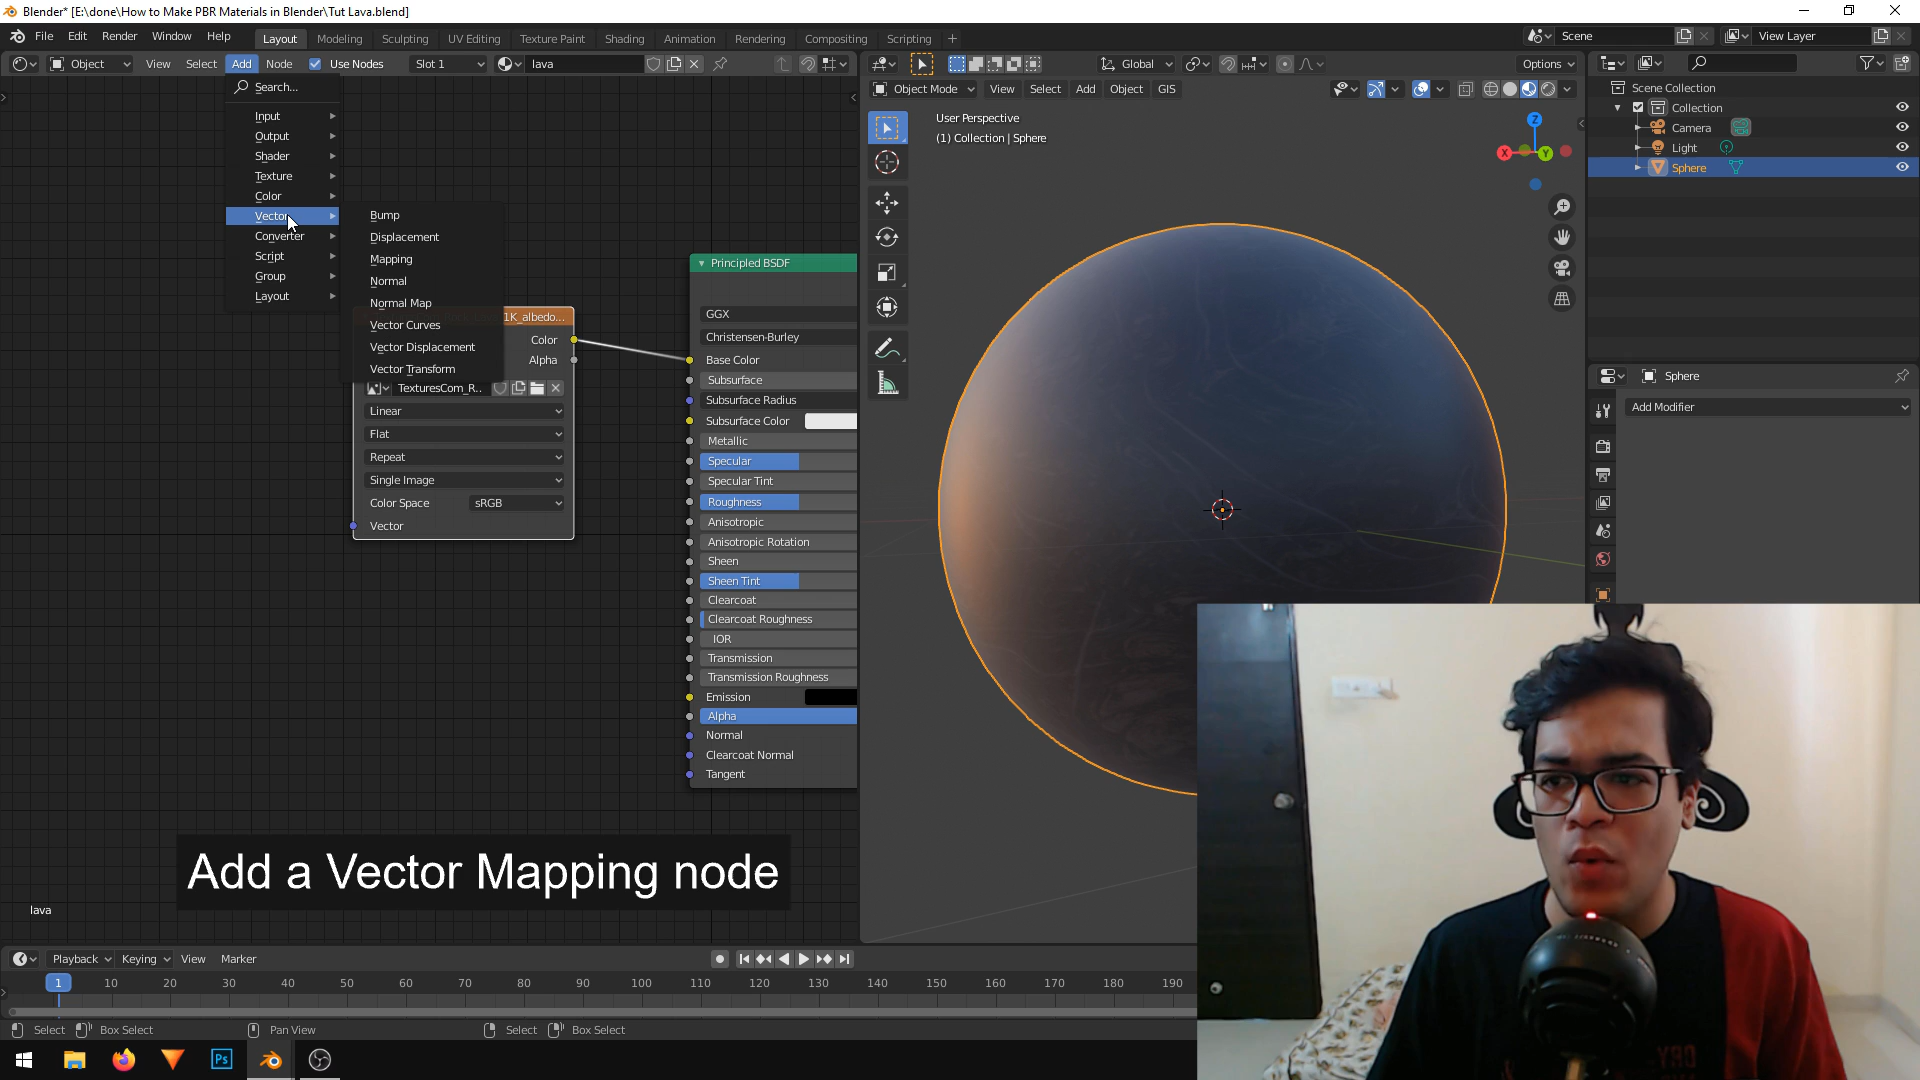 Blender* [E:\done\How to Make PBR Materials in Blender\Tut Lava.blend]
File Edit Render Window Help Layout Modeling Sculpting UV Editing Texture Paint Shading Animation Rendering Compositing Scripting + Scene View Layer
Object View Select Add Node Use Nodes Slot 1 lava Global Options
Object Mode View Select Add Object GIS
Search...
Input
Output
Shader
Texture
Color
Vector
Converter
Script
Group
Layout
Bump
Displacement
Mapping
Normal
Normal Map
Vector Curves
Vector Displacement
Vector Transform
1K_albedo...
Color
Alpha
TexturesCom_R..
Linear
Flat
Repeat
Single Image
Color Space sRGB
Vector
Principled BSDF
GGX
Christensen-Burley
Base Color
Subsurface
Subsurface Radius
Subsurface Color
Metallic
Specular
Specular Tint
Roughness
Anisotropic
Anisotropic Rotation
Sheen
Sheen Tint
Clearcoat
Clearcoat Roughness
IOR
Transmission
Transmission Roughness
Emission
Alpha
Normal
Clearcoat Normal
Tangent
User Perspective
(1) Collection | Sphere
Z
X
Y
Scene Collection
Collection
Camera
Light
Sphere
Sphere
Add Modifier
Add a Vector Mapping node
lava
Playback Keying View Marker
1 10 20 30 40 50 60 70 80 90 100 110 120 130 140 150 160 170 180 190
Select Box Select Pan View Select Box Select
Ps